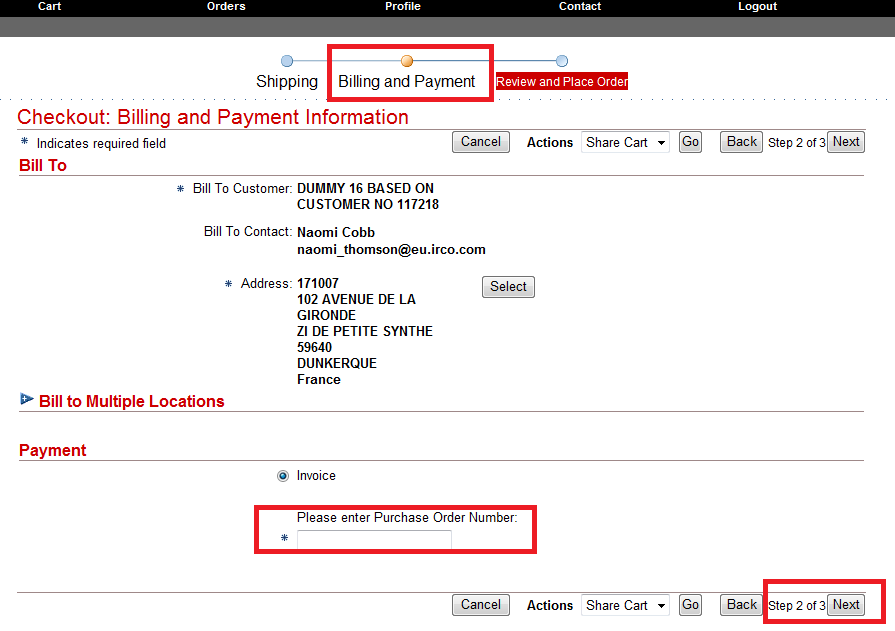 Cart Orders Profile Contact Logout
Shipping Billing and Payment Review and Place Order
Checkout: Billing and Payment Information
* Indicates required field Cancel Actions Share Cart Go Back Step 2 of 3 Next
Bill To
* Bill To Customer: DUMMY 16 BASED ON
CUSTOMER NO 117218
Bill To Contact: Naomi Cobb
naomi_thomson@eu.irco.com
* Address: 171007 Select
102 AVENUE DE LA
GIRONDE
ZI DE PETITE SYNTHE
59640
DUNKERQUE
France
Bill to Multiple Locations
Payment
Invoice
Please enter Purchase Order Number:
*
Cancel Actions Share Cart Go Back Step 2 of 3 Next